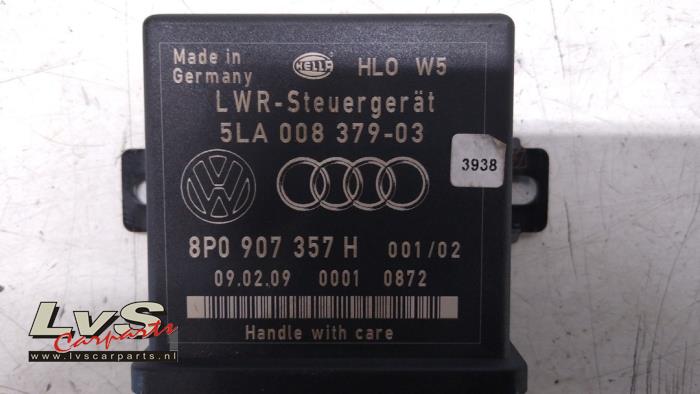 Made in
Germany
HELLA
HLO W5
LWR-Steuergerät
5LA 008 379-03
3938
8P0 907 357 H 001/02
09.02.09 0001 0872
Handle with care
LvS
Carparts
www.lvscarparts.nl